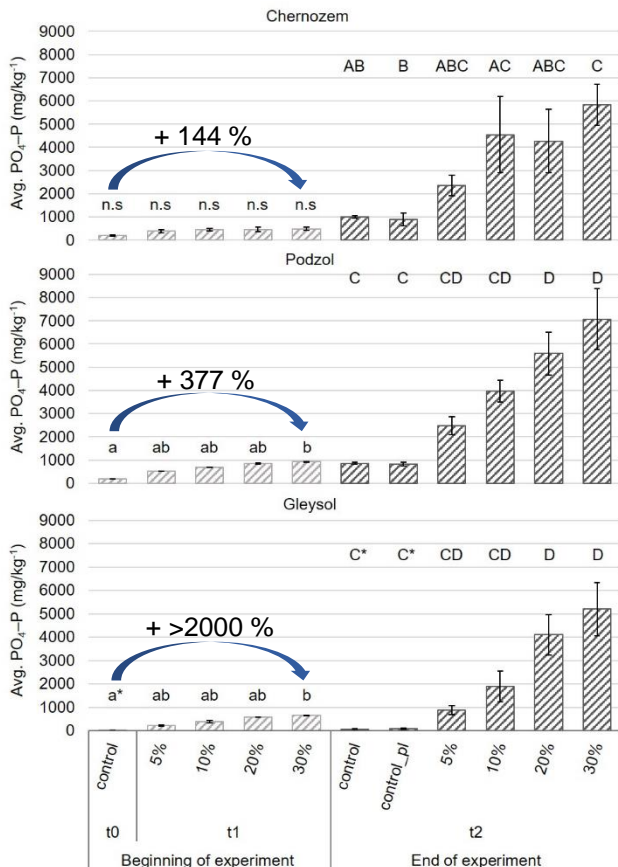 Chernozem
Avg. PO₄–P (mg/kg⁻¹)
9000
8000
7000
6000
5000
4000
3000
2000
1000
0
AB B ABC AC ABC C
+ 144 %
n.s n.s n.s n.s n.s
Podzol
Avg. PO₄–P (mg/kg⁻¹)
9000
8000
7000
6000
5000
4000
3000
2000
1000
0
C C CD CD D D
+ 377 %
a ab ab ab b
Gleysol
Avg. PO₄–P (mg/kg⁻¹)
9000
8000
7000
6000
5000
4000
3000
2000
1000
0
C* C* CD CD D D
+ >2000 %
a* ab ab ab b
control 5% 10% 20% 30% control control_pl 5% 10% 20% 30%
t0 t1 t2
Beginning of experiment End of experiment